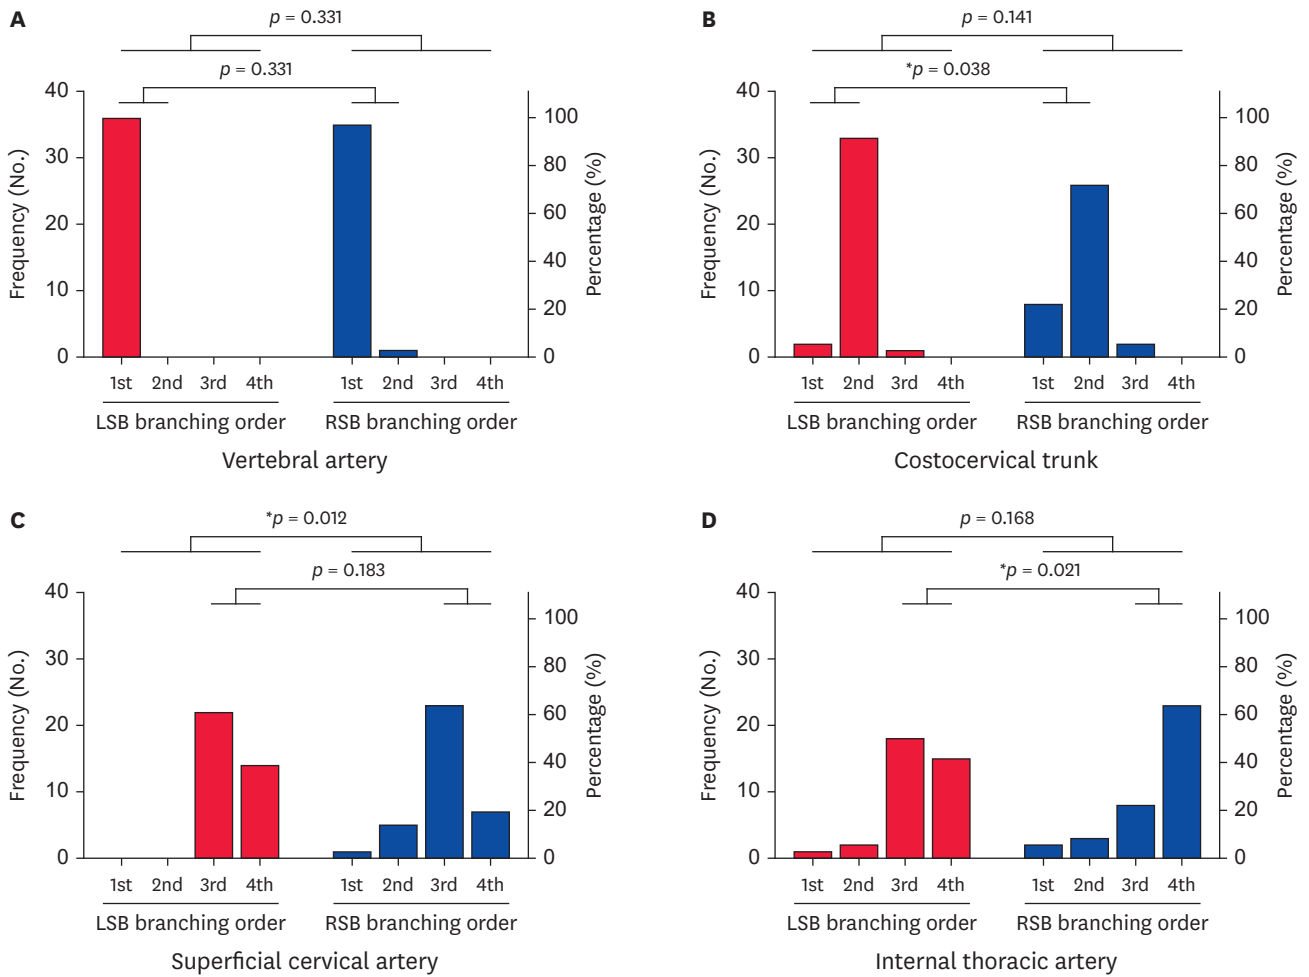 A
p = 0.331
p = 0.331
40
30
20
10
0
Frequency (No.)
100
80
60
40
20
0
Percentage (%)
1st 2nd 3rd 4th 1st 2nd 3rd 4th
LSB branching order RSB branching order
Vertebral artery
B
p = 0.141
*p = 0.038
40
30
20
10
0
Frequency (No.)
100
80
60
40
20
0
Percentage (%)
1st 2nd 3rd 4th 1st 2nd 3rd 4th
LSB branching order RSB branching order
Costocervical trunk
C
*p = 0.012
p = 0.183
40
30
20
10
0
Frequency (No.)
100
80
60
40
20
0
Percentage (%)
1st 2nd 3rd 4th 1st 2nd 3rd 4th
LSB branching order RSB branching order
Superficial cervical artery
D
p = 0.168
*p = 0.021
40
30
20
10
0
Frequency (No.)
100
80
60
40
20
0
Percentage (%)
1st 2nd 3rd 4th 1st 2nd 3rd 4th
LSB branching order RSB branching order
Internal thoracic artery